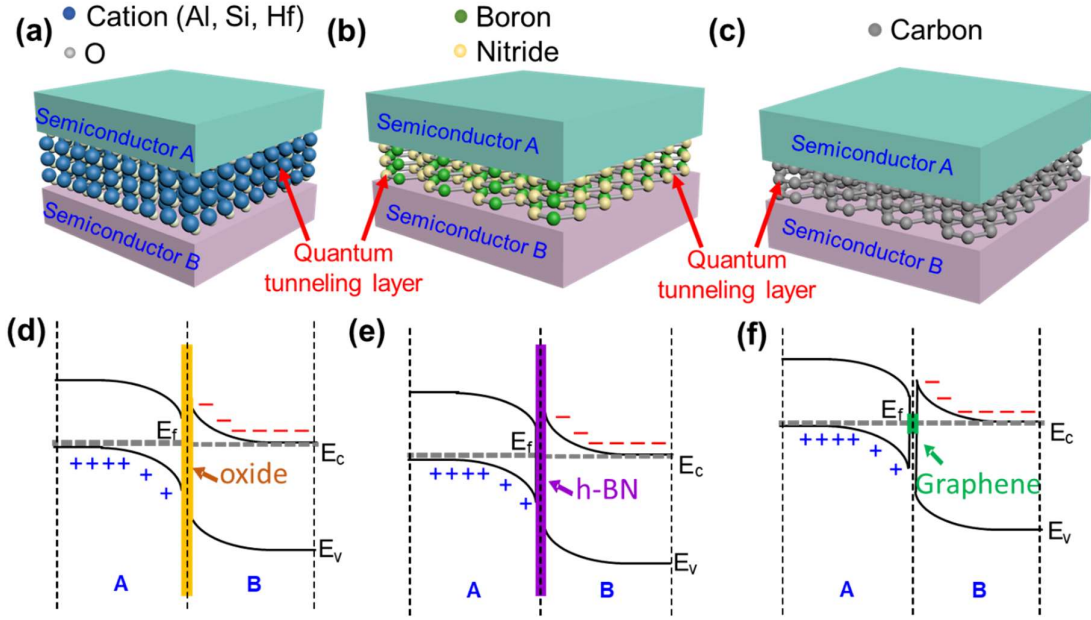 (a)
Cation (Al, Si, Hf)
O
Semiconductor A
Semiconductor B
(b)
Boron
Nitride
Semiconductor A
Semiconductor B
(c)
Carbon
Semiconductor A
Semiconductor B
Quantum
tunneling layer
Quantum
tunneling layer
(d)
Ef
++++ + +
oxide
Ec
Ev
A
B
(e)
Ef
++++ + +
h-BN
Ec
Ev
A
B
(f)
Ef
++++ + +
Graphene
Ec
Ev
A
B